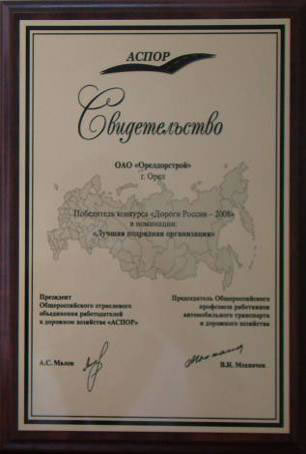 АСПОР
Свидетельство
ОАО «Орелдорстрой»
г. Орел
Победитель конкурса «Дороги России – 2008»
в номинации:
«Лучшая подрядная организация»
Президент
Общероссийского отраслевого
объединения работодателей
в дорожном хозяйстве «АСПОР»
А.С. Малов
Председатель Общероссийского
профсоюза работников
автомобильного транспорта
и дорожного хозяйства
В.И. Мохначев